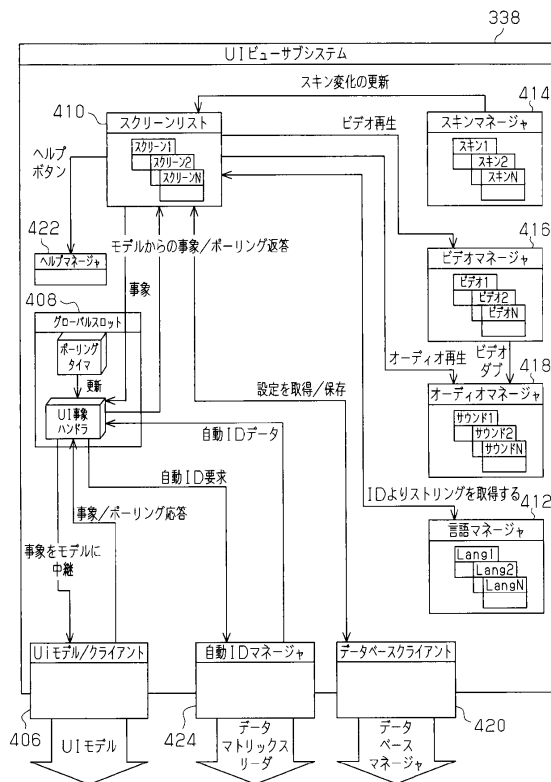 338
UIビューサブシステム
スキン変化の更新
410
414
スクリーンリスト
スクリーン1
スクリーン2
スクリーンN
ビデオ再生
スキンマネージャ
スキン1
スキン2
スキンN
ヘルプ
ボタン
422
ヘルプマネージャ
モデルからの事象/ポーリング返答
416
ビデオマネージャ
ビデオ1
ビデオ2
ビデオN
事象
408
グローバルスロット
ポーリング
タイマ
更新
UI事象
ハンドラ
オーディオ再生
ビデオ
ダブ
418
オーディオマネージャ
サウンド1
サウンド2
サウンドN
設定を取得/保存
自動IDデータ
自動ID要求
IDよりストリングを取得する
412
言語マネージャ
Lang1
Lang2
LangN
事象/ポーリング応答
事象をモデルに
中継
Uiモデル/クライアント
自動IDマネージャ
データベースクライアント
406
424
420
UIモデル
データ
マトリックス
リーダ
データ
ベース
マネージャ